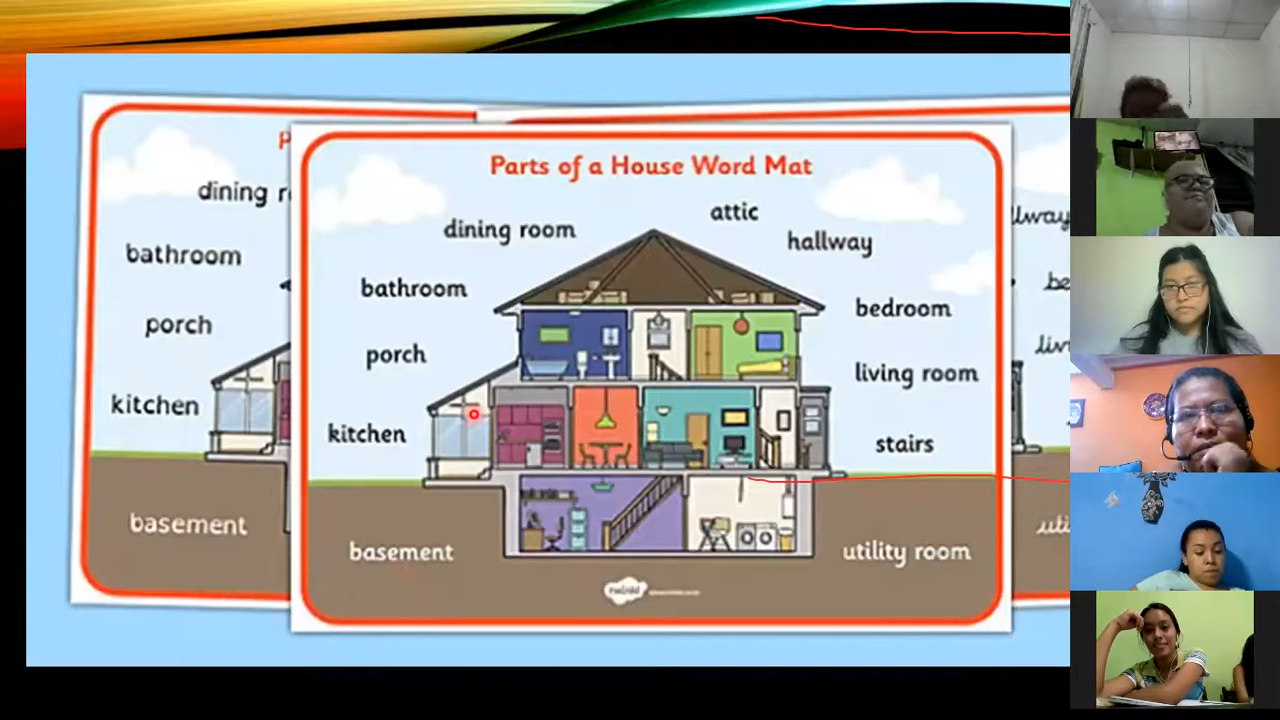 Parts of a House Word Mat
attic
dining room
hallway
bathroom
bedroom
porch
living room
kitchen
stairs
basement
utility room
twinkl
dining r
bathroom
porch
kitchen
basement